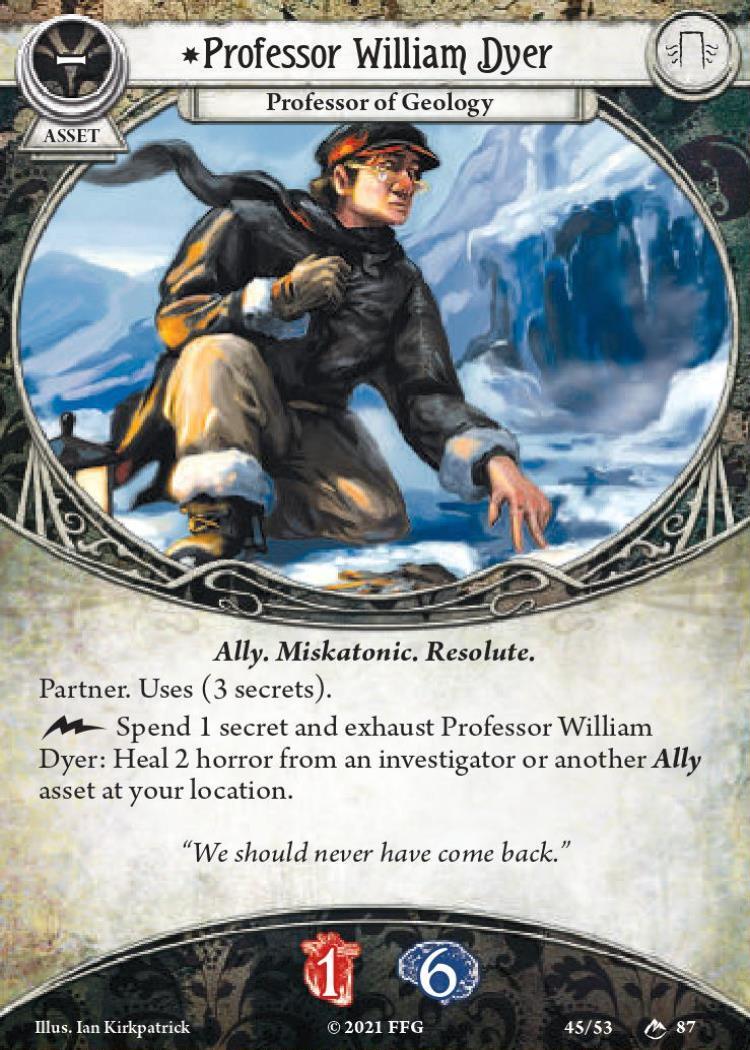 Professor William Dyer
Professor of Geology
ASSET
Ally. Miskatonic. Resolute.
Partner. Uses (3 secrets).
Spend 1 secret and exhaust Professor William
Dyer: Heal 2 horror from an investigator or another Ally
asset at your location.
“We should never have come back.”
1 6
Illus. Ian Kirkpatrick © 2021 FFG 45/53 87